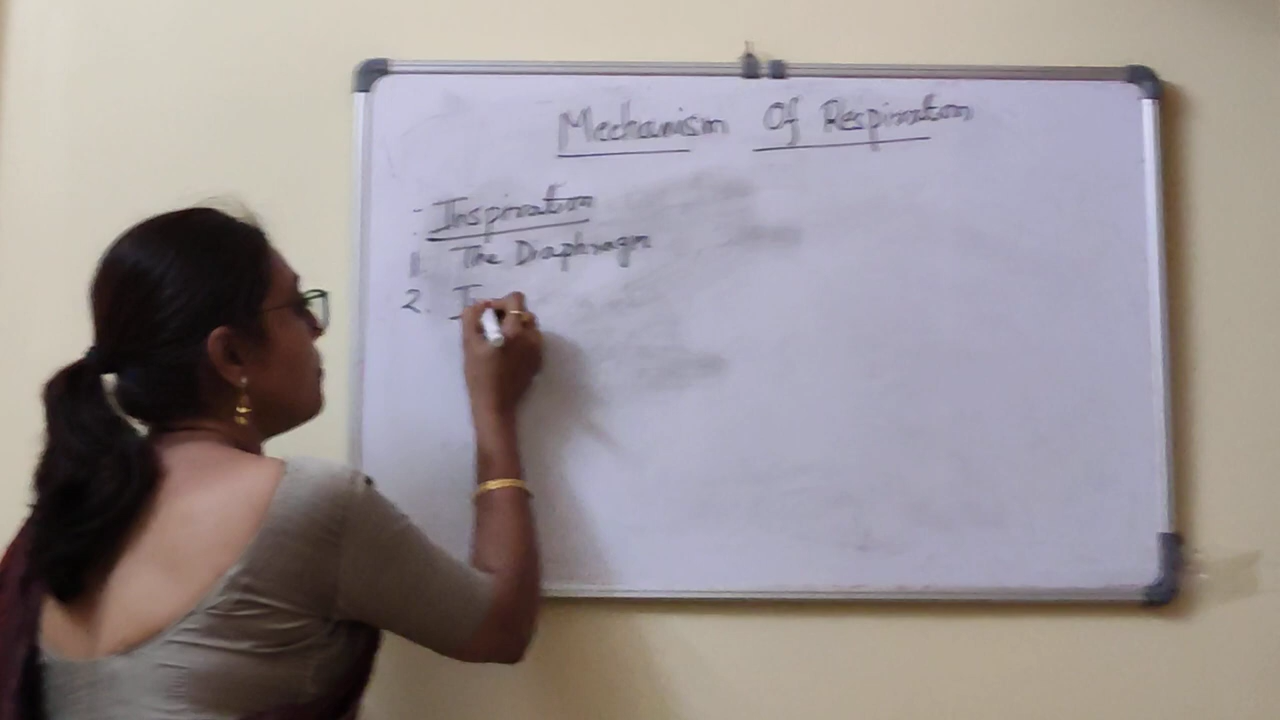 Mechanism Of Respiration
:- Inspiration
1. The Diaphragm
2. I